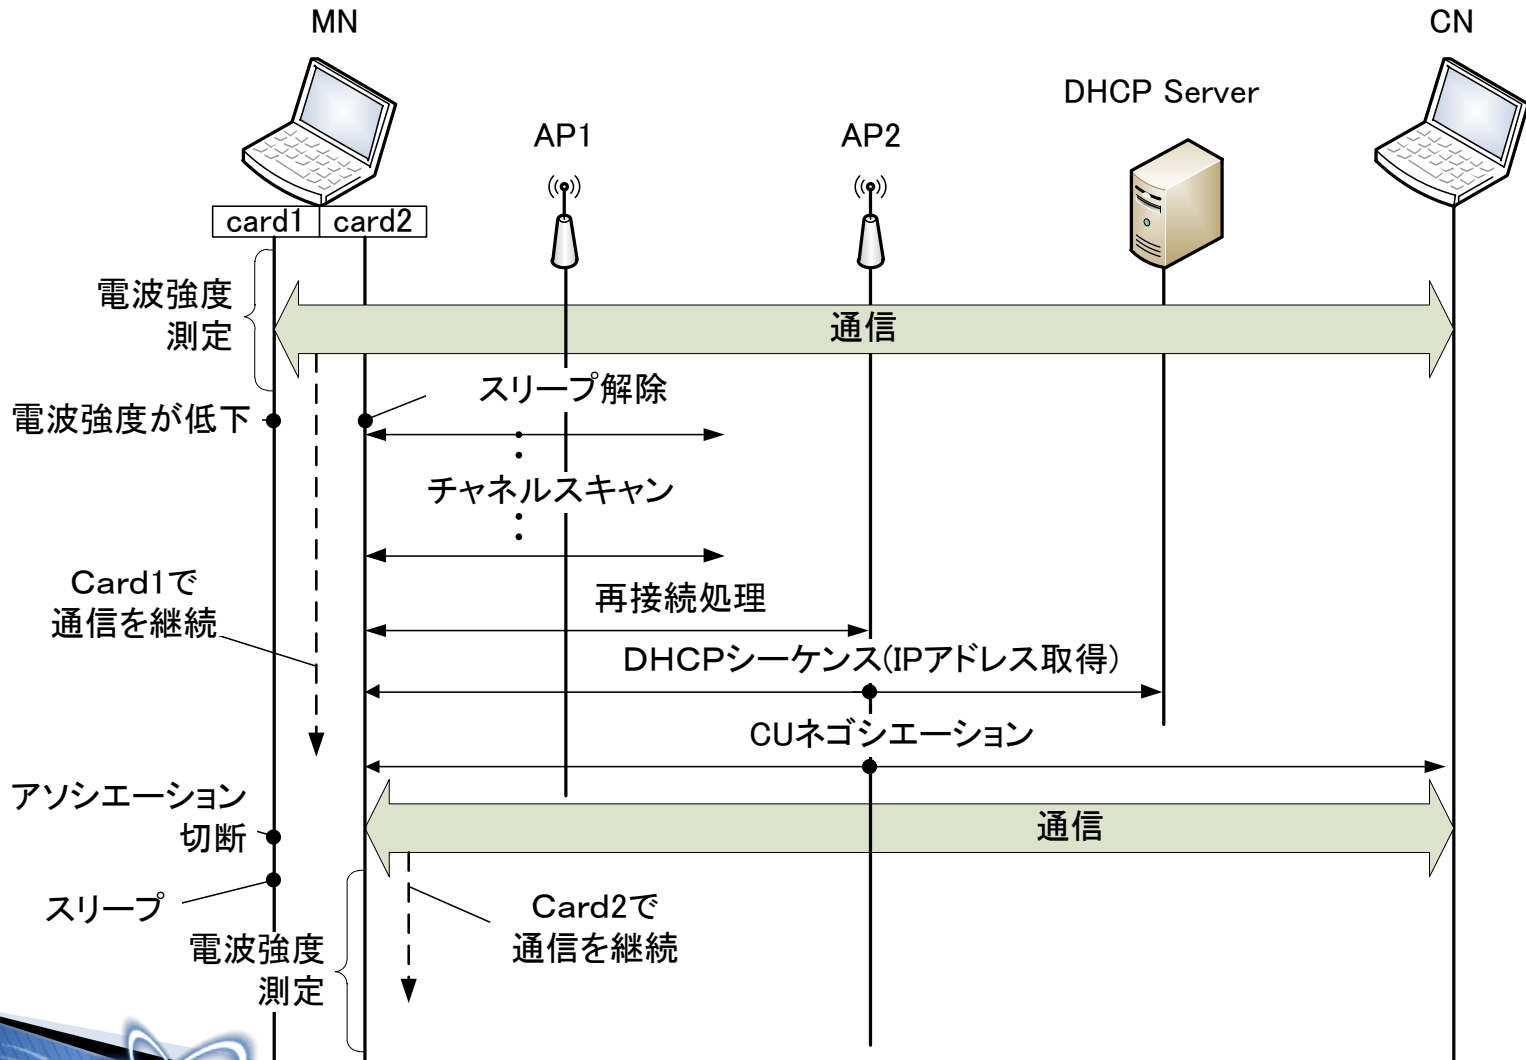 MN
CN
DHCP Server
AP1
AP2
card1
card2
電波強度
測定
通信
スリープ解除
電波強度が低下
チャネルスキャン
Card1で
通信を継続
再接続処理
DHCPシーケンス(IPアドレス取得)
CUネゴシエーション
アソシエーション
切断
通信
スリープ
Card2で
通信を継続
電波強度
測定